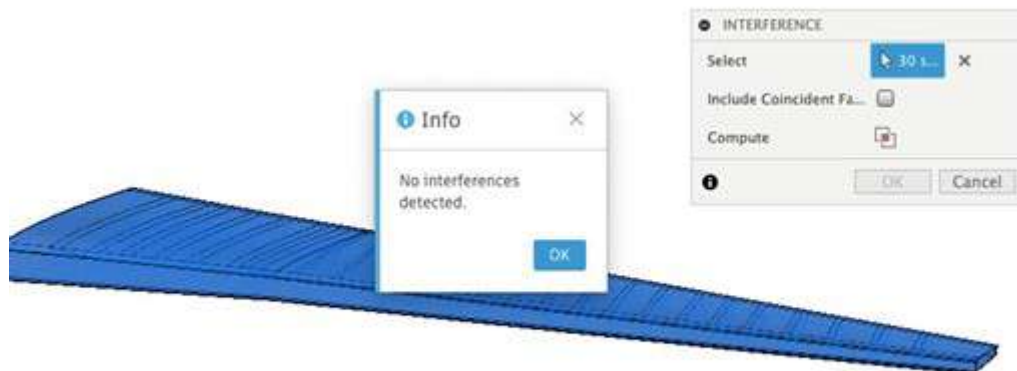 INTERFERENCE
Select 30 s...
Include Coincident Fa...
Compute
OK Cancel
Info
No interferences
detected.
OK